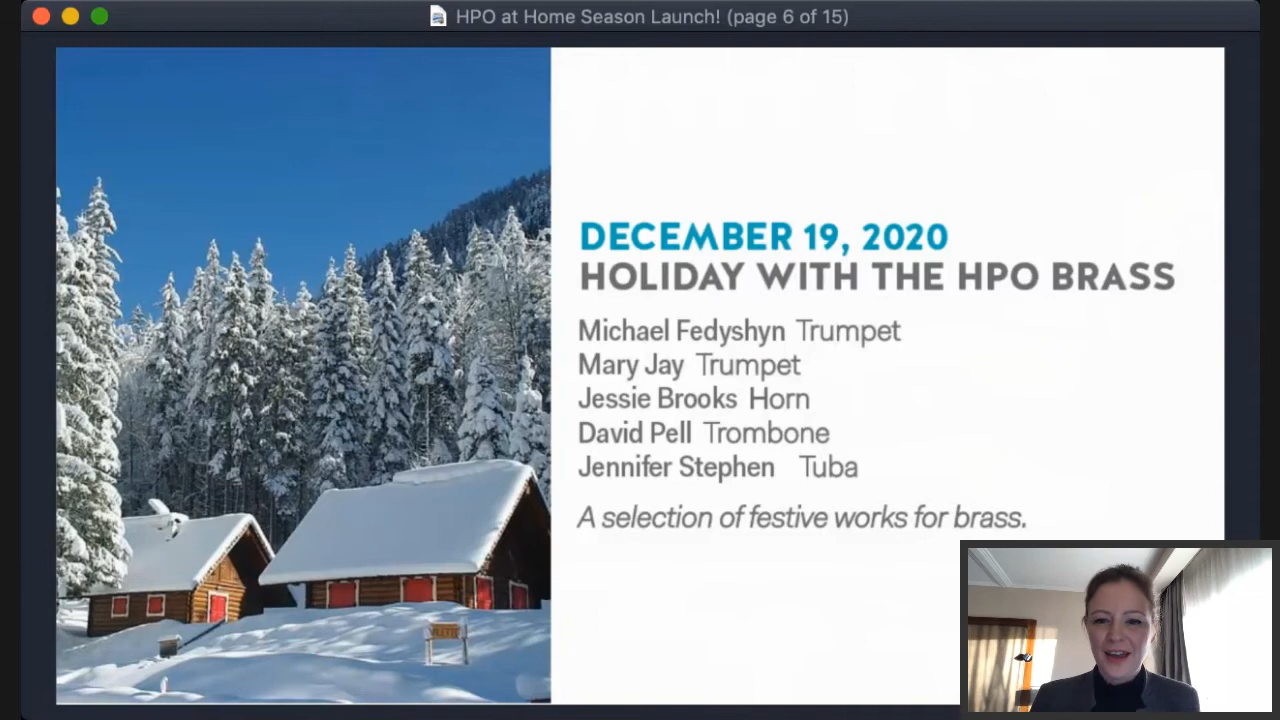 HPO at Home Season Launch! (page 6 of 15)
DECEMBER 19, 2020
HOLIDAY WITH THE HPO BRASS
Michael Fedyshyn Trumpet
Mary Jay Trumpet
Jessie Brooks Horn
David Pell Trombone
Jennifer Stephen Tuba
A selection of festive works for brass.